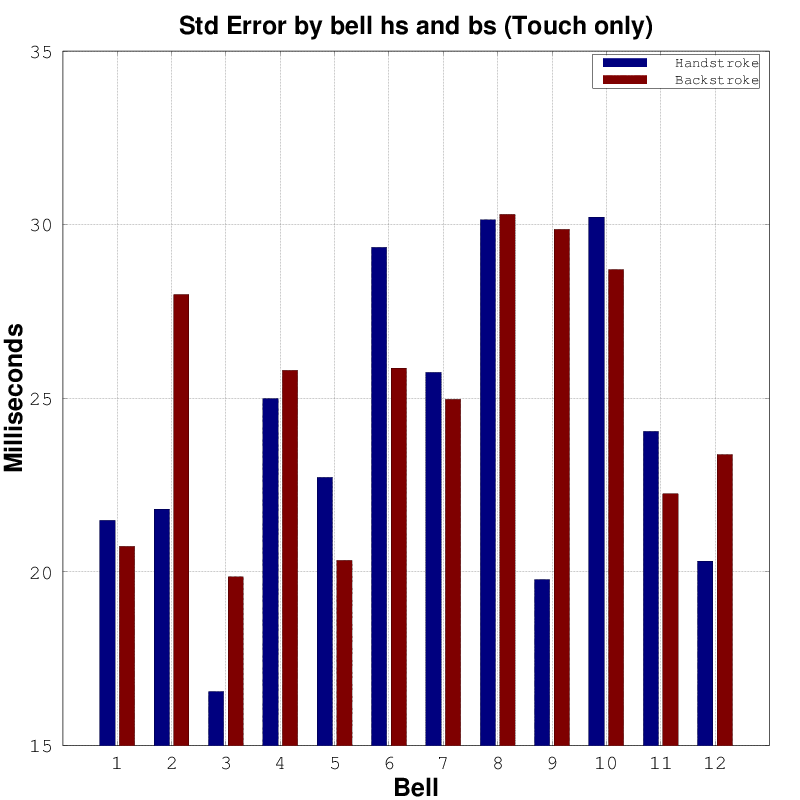 Std Error by bell hs and bs (Touch only)
35
Handstroke
Backstroke
30
Milliseconds
25
20
15
1 2 3 4 5 6 7 8 9 10 11 12
Bell